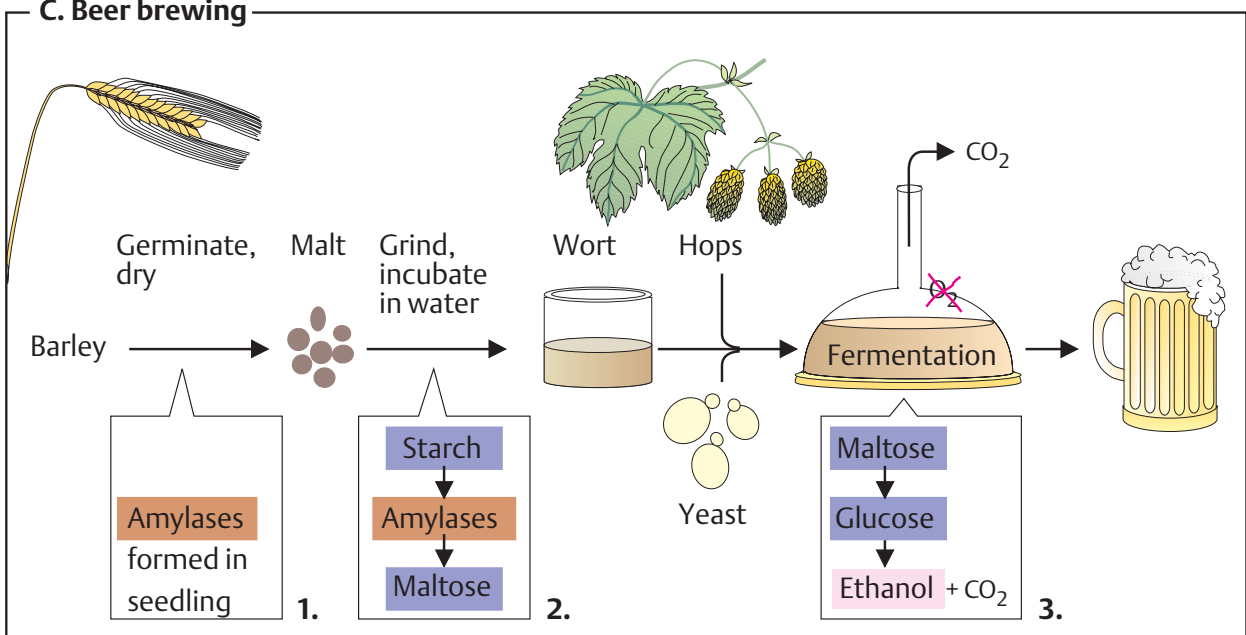 C. Beer brewing
CO₂
Germinate,
dry
Malt
Grind,
incubate
in water
Wort
Hops
O₂
Barley
Fermentation
Yeast
Amylases
formed in
seedling
1.
Starch
Amylases
Maltose
2.
Maltose
Glucose
Ethanol + CO₂
3.